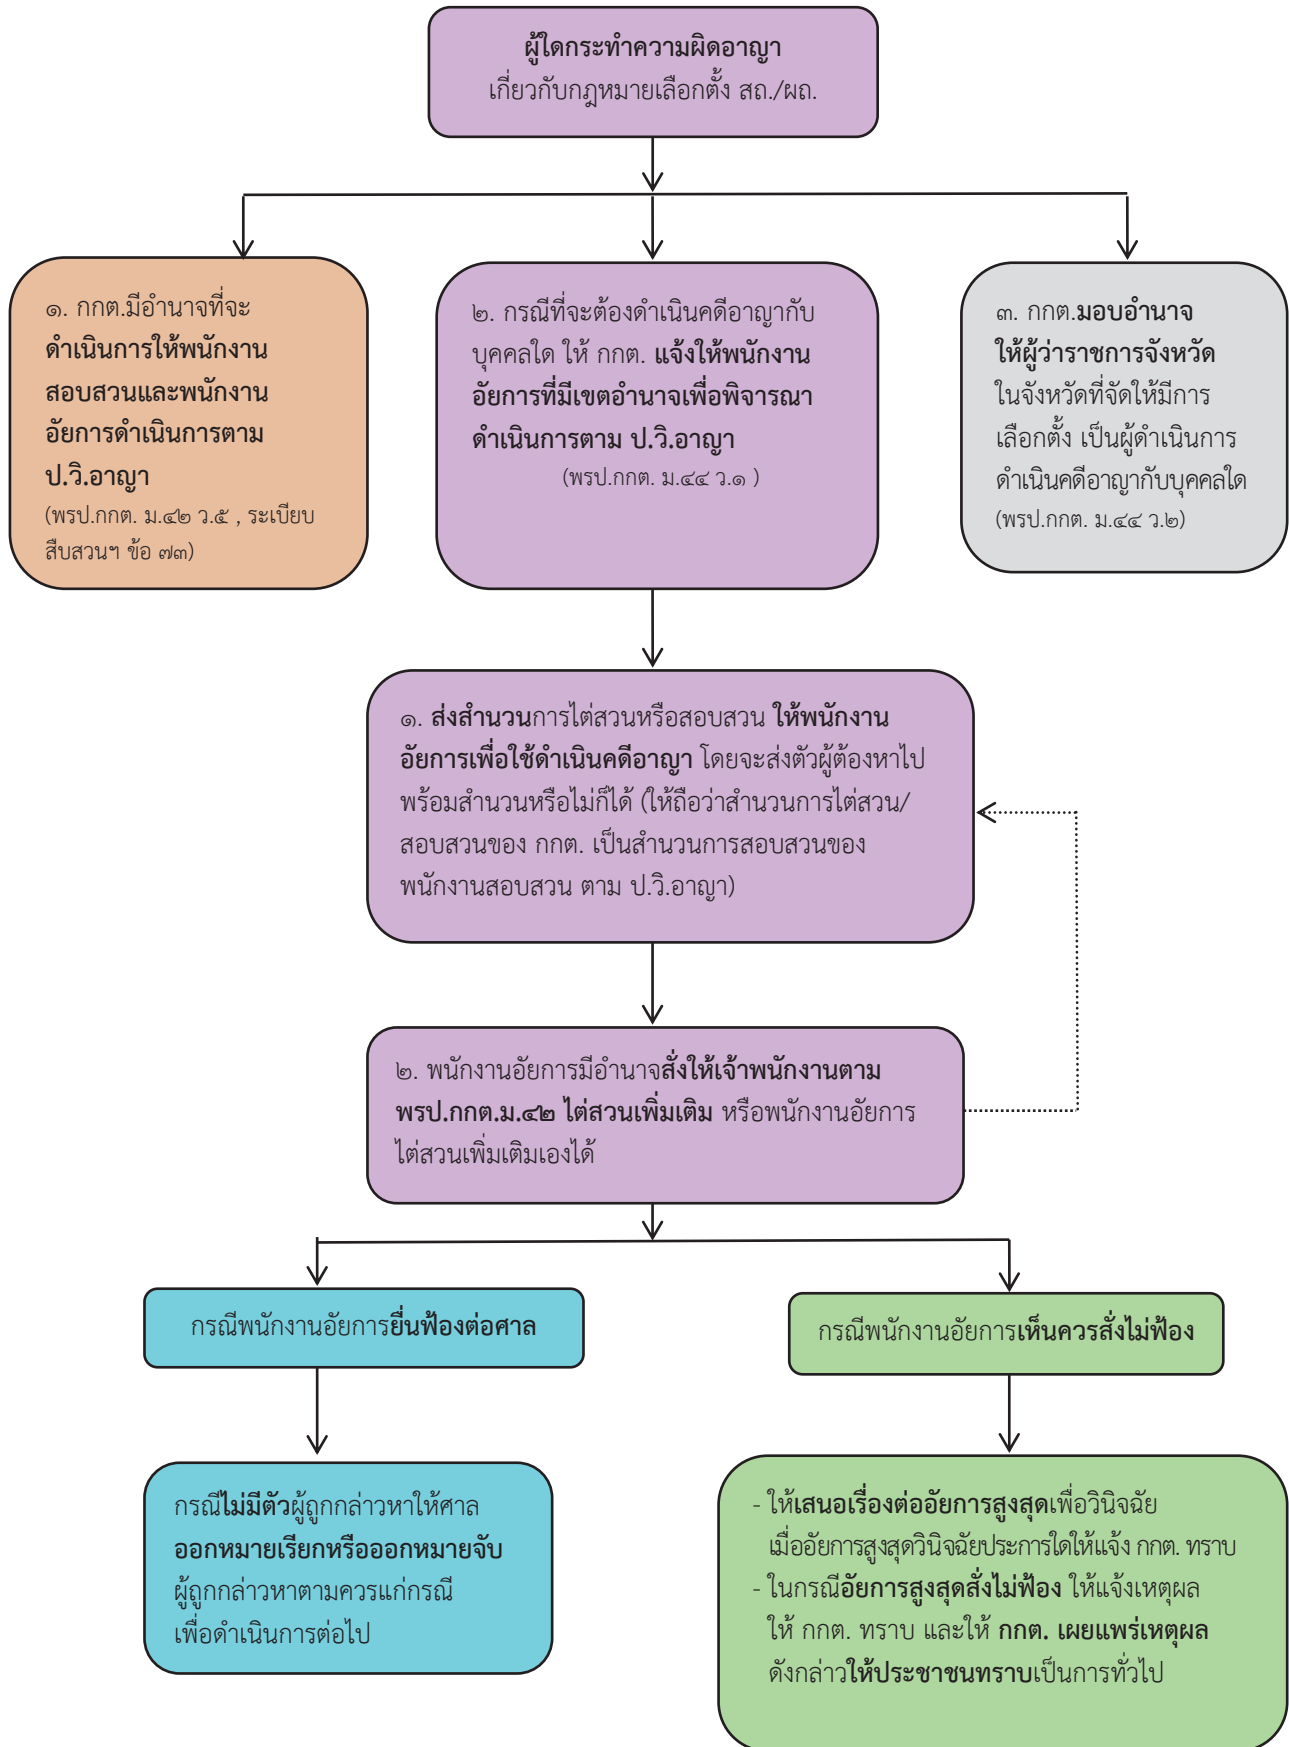 ผู้ใดกระทำความผิดอาญา
เกี่ยวกับกฎหมายเลือกตั้ง สถ./ผถ.
๑. กกต.มีอำนาจที่จะ
ดำเนินการให้พนักงาน
สอบสวนและพนักงาน
อัยการดำเนินการตาม
ป.วิ.อาญา
(พรป.กกต. ม.๔๒ ว.๕ , ระเบียบ
สืบสวนฯ ข้อ ๗๓)
๒. กรณีที่จะต้องดำเนินคดีอาญากับ
บุคคลใด ให้ กกต. แจ้งให้พนักงาน
อัยการที่มีเขตอำนาจเพื่อพิจารณา
ดำเนินการตาม ป.วิ.อาญา
(พรป.กกต. ม.๔๔ ว.๑ )
๓. กกต.มอบอำนาจ
ให้ผู้ว่าราชการจังหวัด
ในจังหวัดที่จัดให้มีการ
เลือกตั้ง เป็นผู้ดำเนินการ
ดำเนินคดีอาญากับบุคคลใด
(พรป.กกต. ม.๔๔ ว.๒)
๑. ส่งสำนวนการไต่สวนหรือสอบสวน ให้พนักงาน
อัยการเพื่อใช้ดำเนินคดีอาญา โดยจะส่งตัวผู้ต้องหาไป
พร้อมสำนวนหรือไม่ก็ได้ (ให้ถือว่าสำนวนการไต่สวน/
สอบสวนของ กกต. เป็นสำนวนการสอบสวนของ
พนักงานสอบสวน ตาม ป.วิ.อาญา)
๒. พนักงานอัยการมีอำนาจสั่งให้เจ้าพนักงานตาม
พรป.กกต.ม.๔๒ ไต่สวนเพิ่มเติม หรือพนักงานอัยการ
ไต่สวนเพิ่มเติมเองได้
กรณีพนักงานอัยการยื่นฟ้องต่อศาล
กรณีไม่มีตัวผู้ถูกกล่าวหาให้ศาล
ออกหมายเรียกหรือออกหมายจับ
ผู้ถูกกล่าวหาตามควรแก่กรณี
เพื่อดำเนินการต่อไป
กรณีพนักงานอัยการเห็นควรสั่งไม่ฟ้อง
- ให้เสนอเรื่องต่ออัยการสูงสุดเพื่อวินิจฉัย
เมื่ออัยการสูงสุดวินิจฉัยประการใดให้แจ้ง กกต. ทราบ
- ในกรณีอัยการสูงสุดสั่งไม่ฟ้อง ให้แจ้งเหตุผล
ให้ กกต. ทราบ และให้ กกต. เผยแพร่เหตุผล
ดังกล่าวให้ประชาชนทราบเป็นการทั่วไป